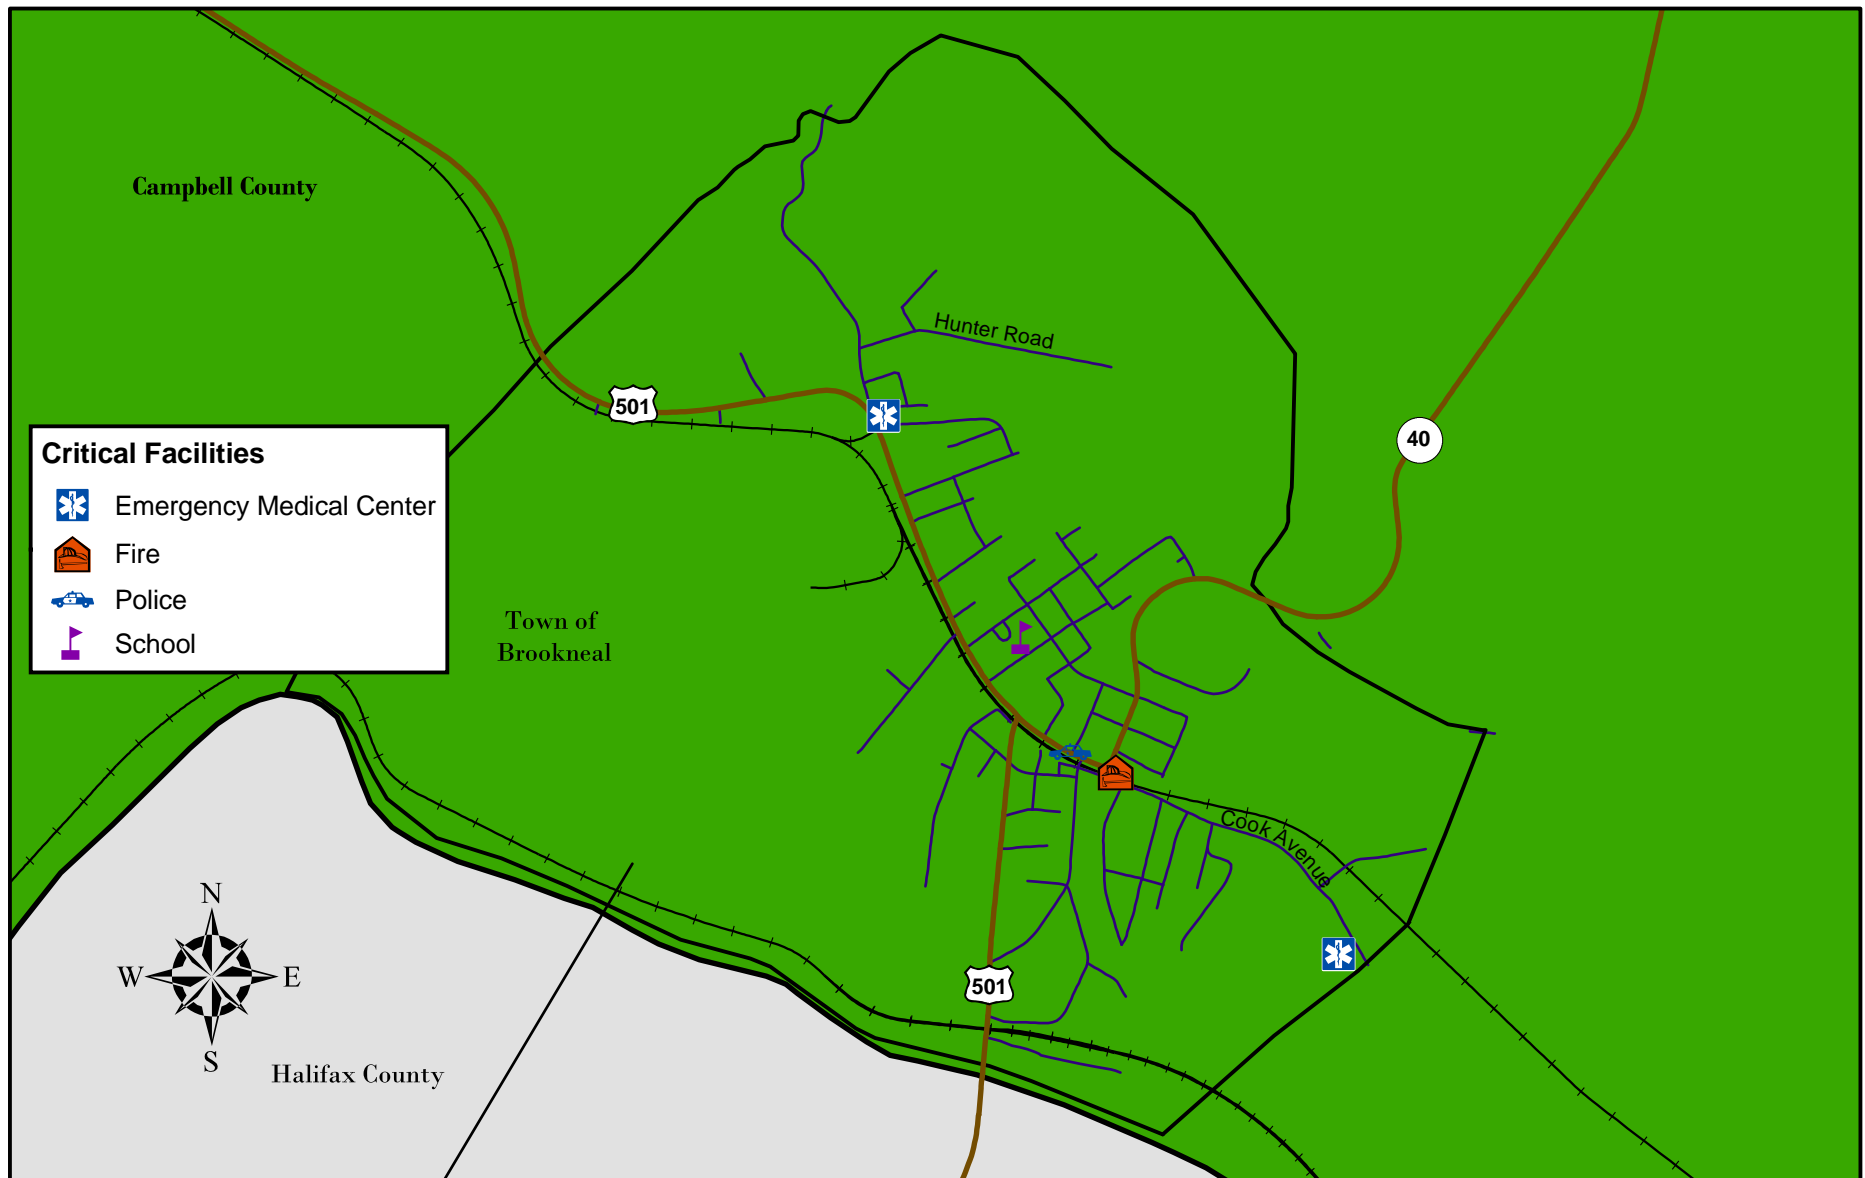 Campbell County
Hunter Road
501
40
Critical Facilities
Emergency Medical Center
Fire
Police
School
Town of
Brookneal
Cook Avenue
N
W
E
S
501
Halifax County